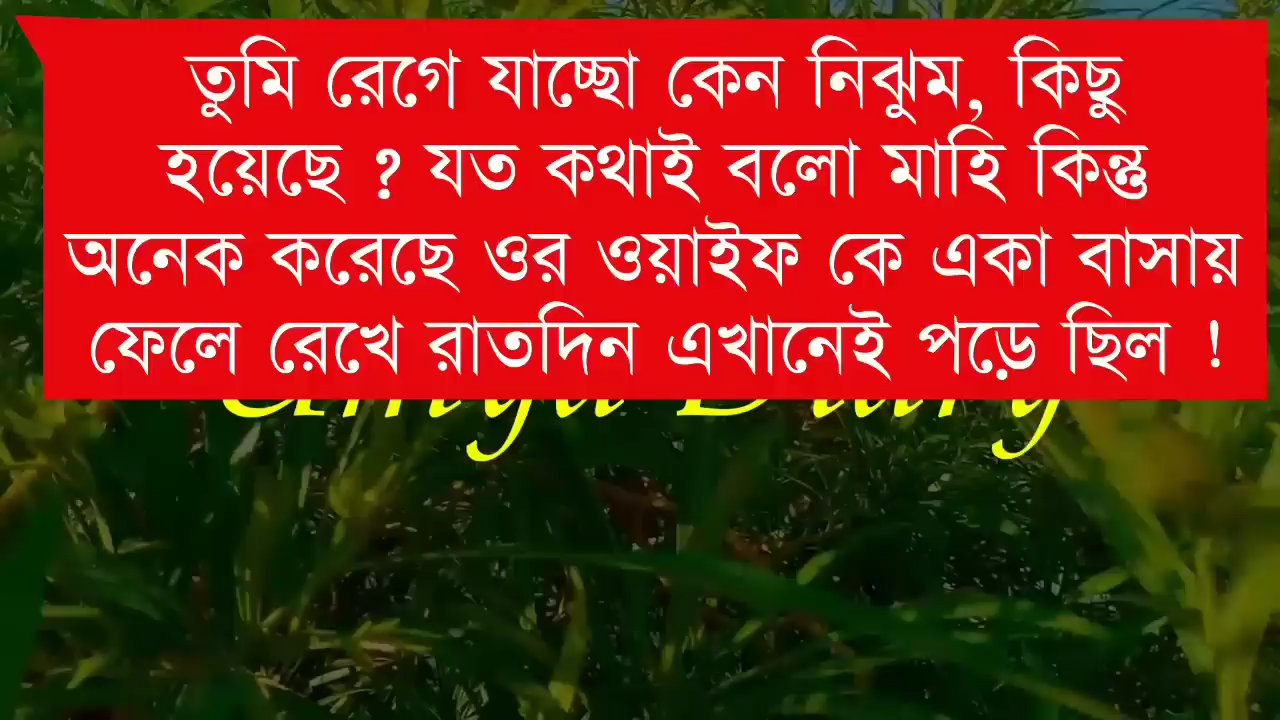 তুমি রেগে যাচ্ছো কেন নিঝুম, কিছু
হয়েছে ? যত কথাই বলো মাহি কিন্তু
অনেক করেছে ওর ওয়াইফ কে একা বাসায়
ফেলে রেখে রাতদিন এখানেই পড়ে ছিল !